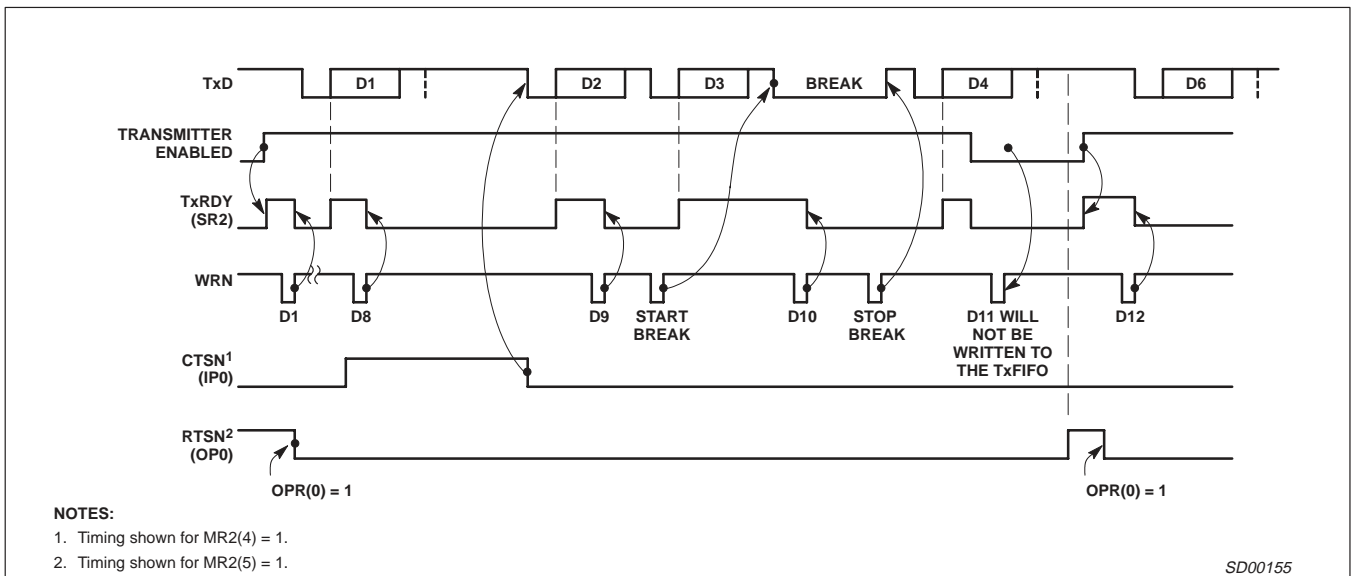 TxD
D1
D2
D3
BREAK
D4
D6
TRANSMITTER
ENABLED
TxRDY
(SR2)
WRN
D1
D8
D9
START
BREAK
D10
STOP
BREAK
D11 WILL
NOT BE
WRITTEN TO
THE TxFIFO
D12
CTSN1
(IP0)
RTSN2
(OP0)
OPR(0) = 1
OPR(0) = 1
NOTES:
1. Timing shown for MR2(4) = 1.
2. Timing shown for MR2(5) = 1.
SD00155